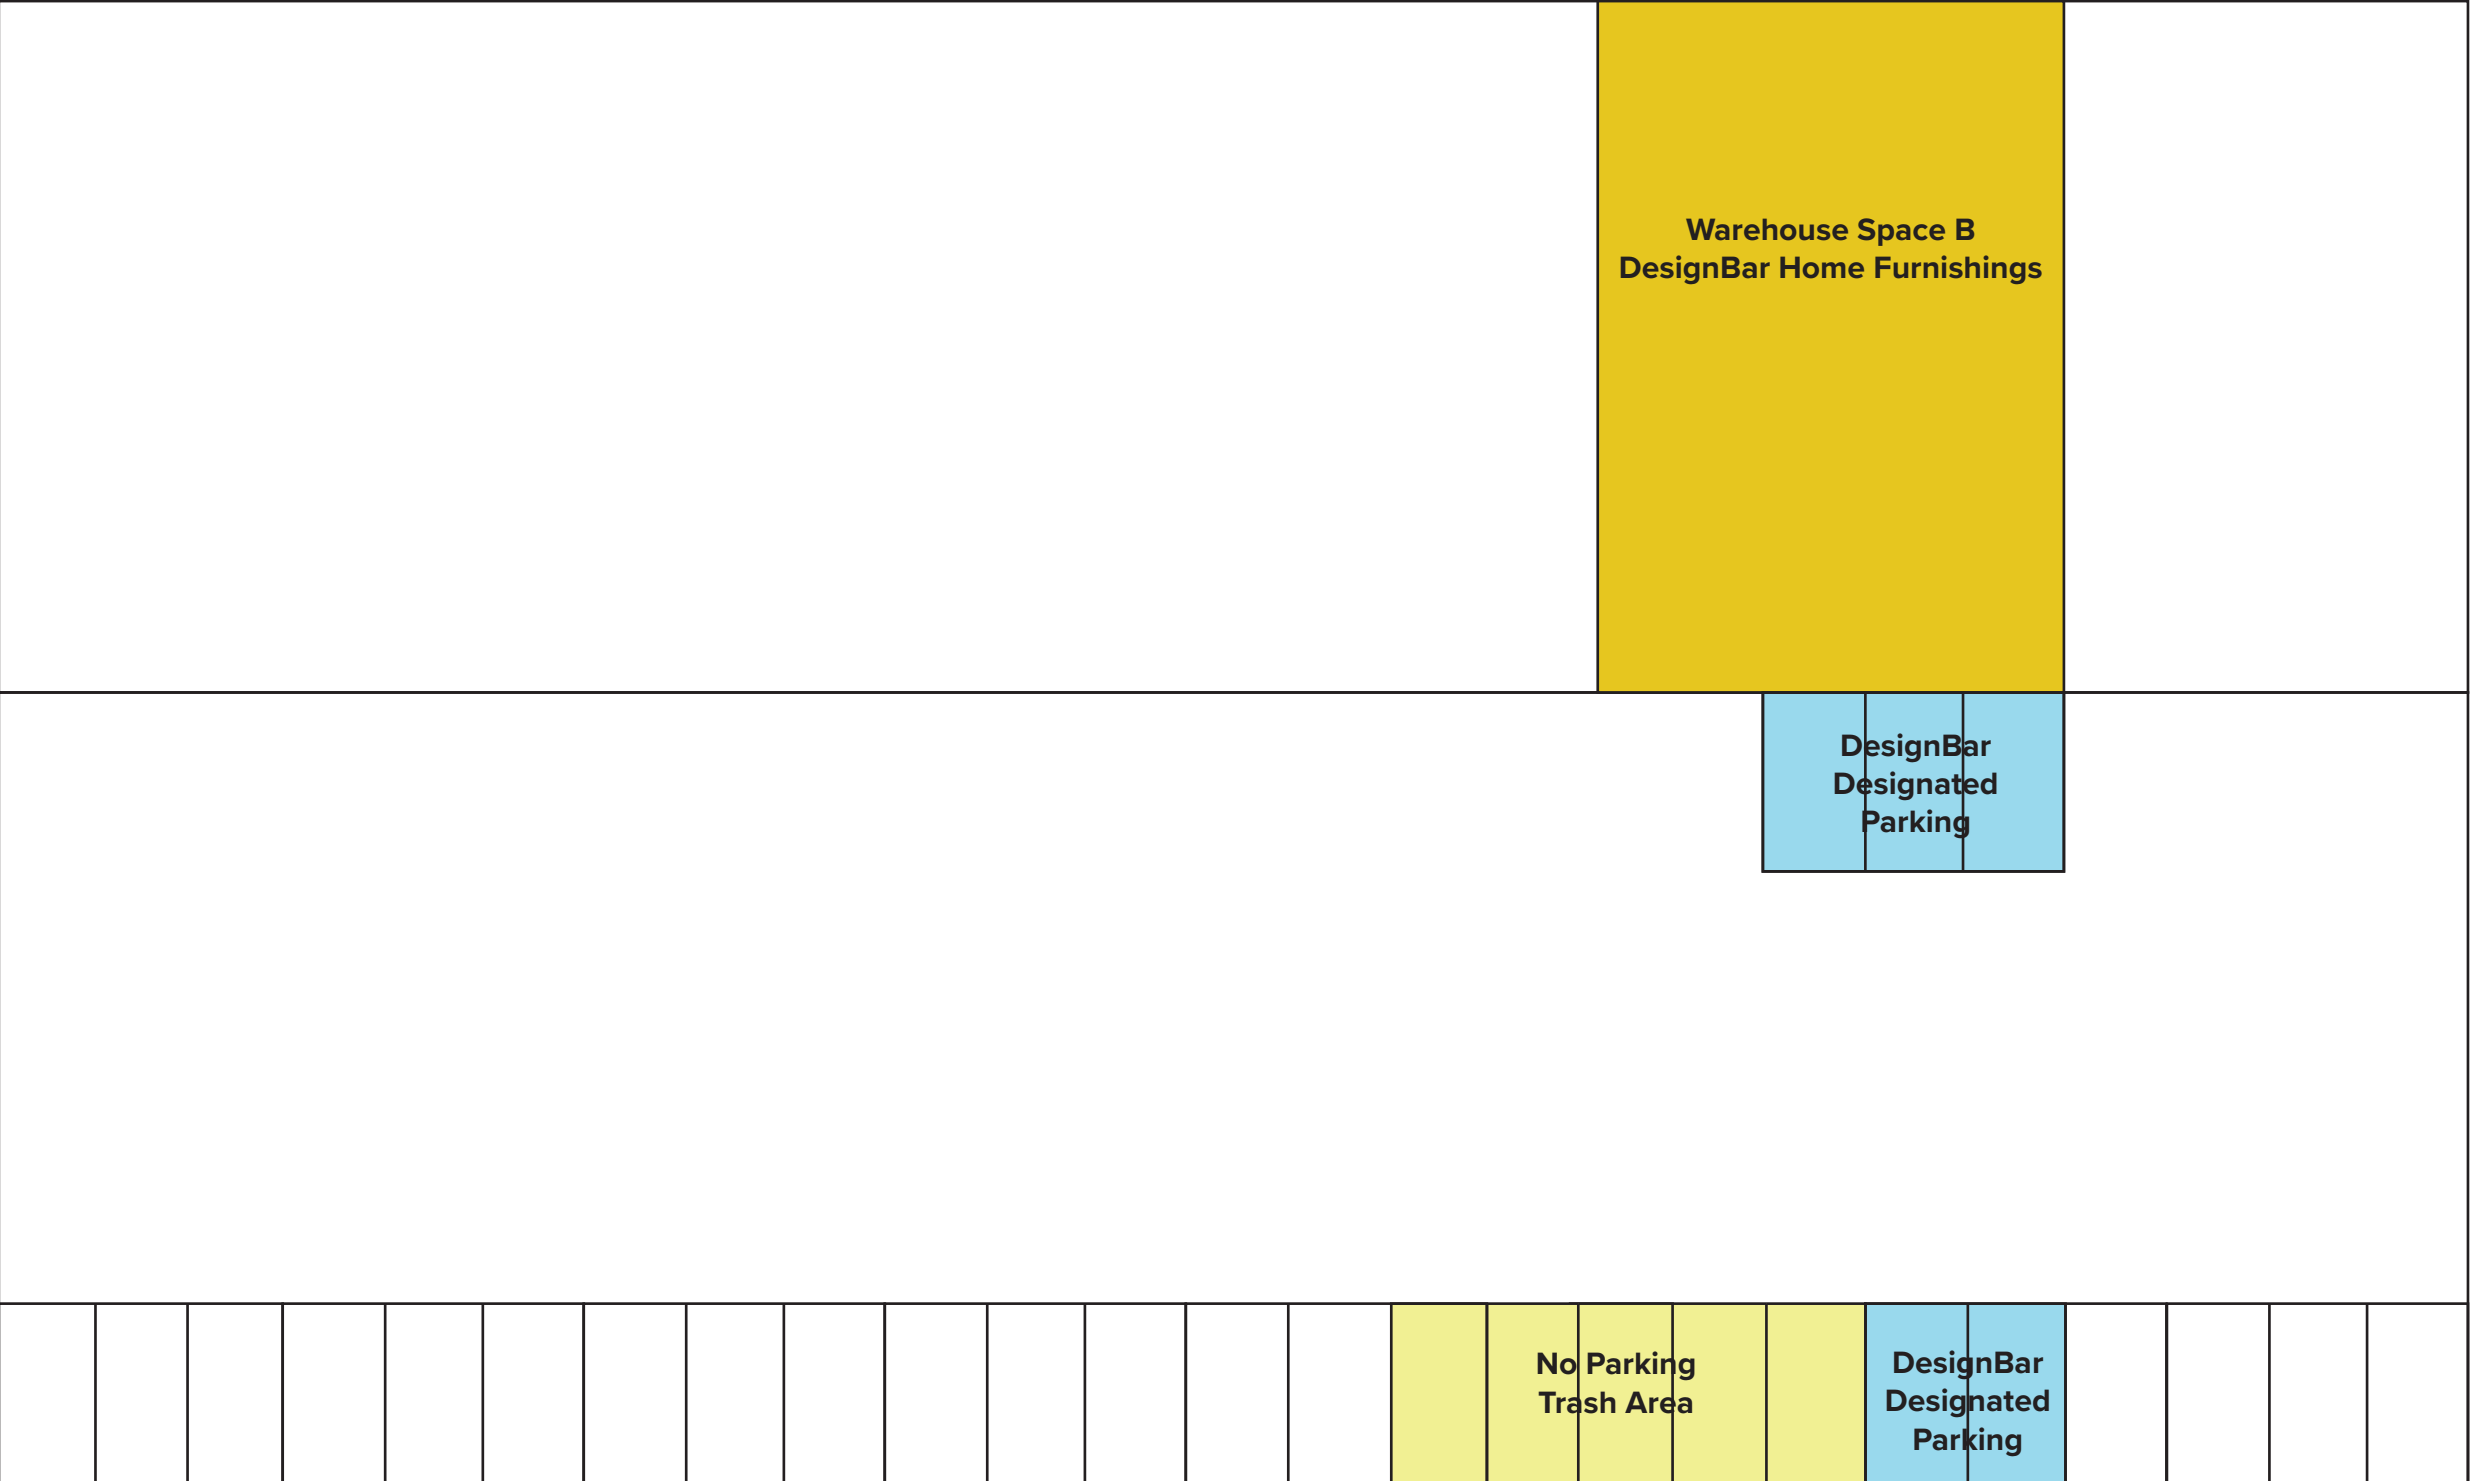 Warehouse Space B
DesignBar Home Furnishings
DesignBar
Designated
Parking
No Parking
Trash Area
DesignBar
Designated
Parking